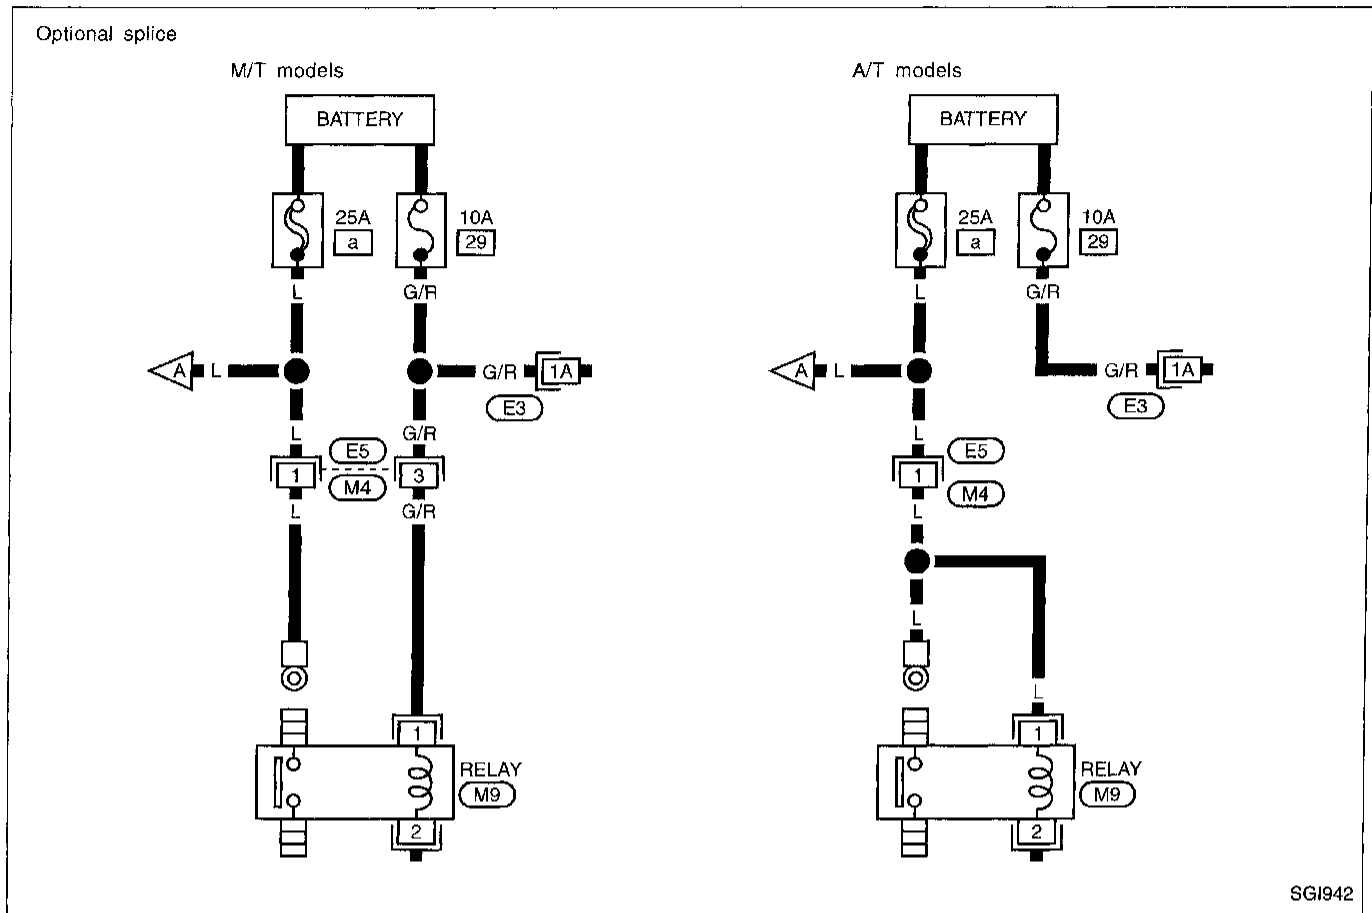 Optional splice
M/T models
A/T models
BATTERY
BATTERY
25A
a
10A
29
25A
a
10A
29
L
G/R
L
G/R
A
L
G/R
1A
A
L
G/R
1A
E3
E3
L
G/R
L
1
E5
M4
3
1
E5
M4
L
G/R
L
L
L
1
1
RELAY
M9
RELAY
M9
2
2
SGI942